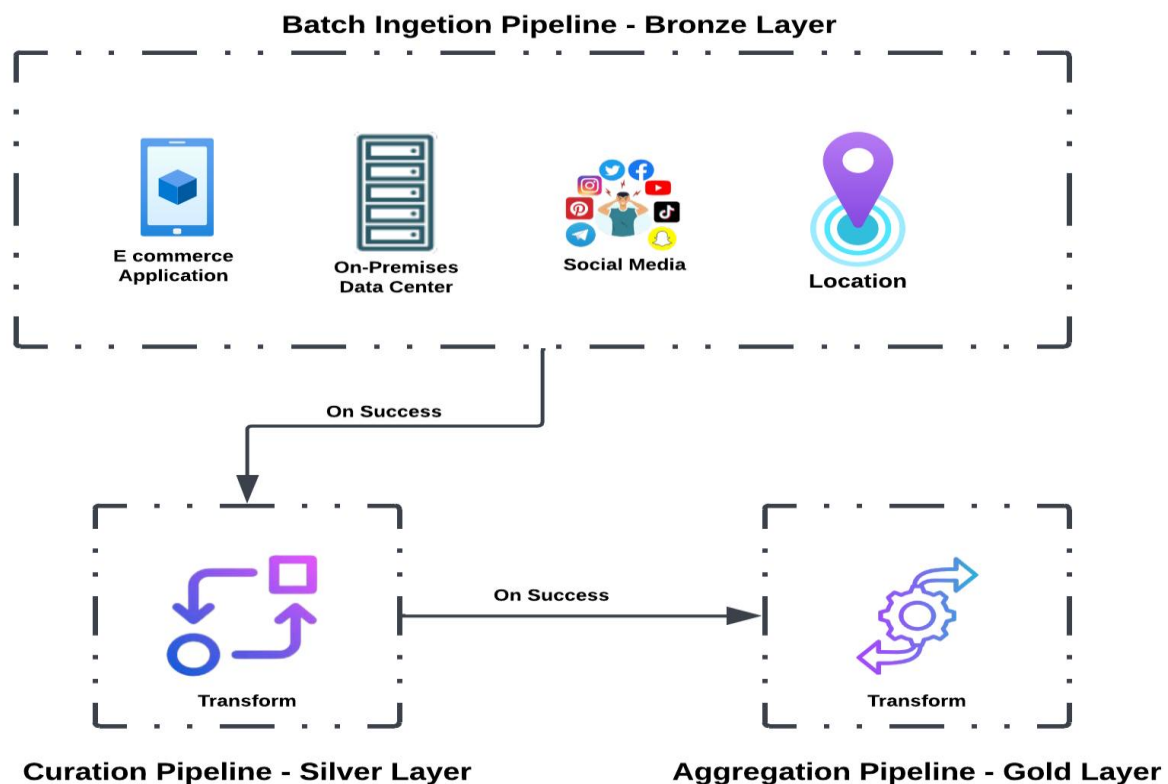 Batch Ingetion Pipeline - Bronze Layer
E commerce
Application
On-Premises
Data Center
Social Media
Location
On Success
On Success
Transform
Transform
Curation Pipeline - Silver Layer
Aggregation Pipeline - Gold Layer